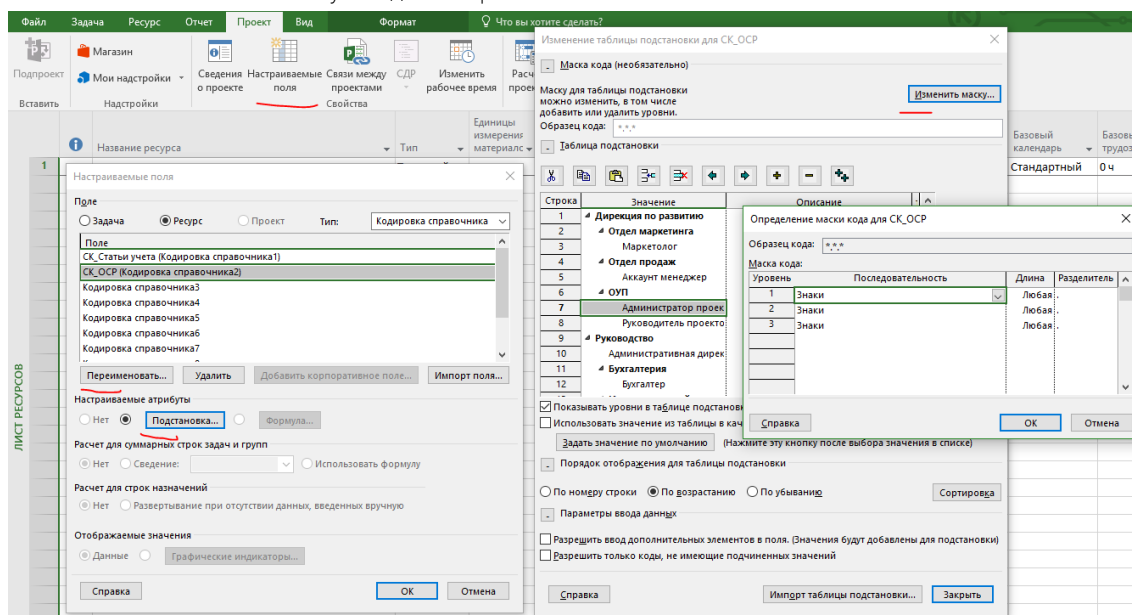 Файл Задача Ресурс Отчет Проект Вид Формат Что вы хотите сделать?
Подпроект
Вставить
Магазин
Мои надстройки
Надстройки
Сведения о проекте
Настраиваемые поля
Связи между проектами
СДР
Изменить рабочее время
Свойства
Название ресурса
Тип
Единицы измерения
Базовый календарь
1
Стандартный 0 ч
ЛИСТ РЕСУРСОВ
Настраиваемые поля
Поле
Задача Ресурс Проект Тип: Кодировка справочника
Поле
СК_Статьи учета (Кодировка справочника1)
СК_ОСР (Кодировка справочника2)
Кодировка справочника3
Кодировка справочника4
Кодировка справочника5
Кодировка справочника6
Кодировка справочника7
Переименовать... Удалить Добавить корпоративное поле... Импорт поля...
Настраиваемые атрибуты
Нет Подстановка... Формула...
Расчет для суммарных строк задач и групп
Нет Сведение: Использовать формулу
Расчет для строк назначений
Нет Развертывание при отсутствии данных, введенных вручную
Отображаемые значения
Данные Графические индикаторы...
Справка ОК Отмена
Изменение таблицы подстановки для СК_ОСР
Маска кода (необязательно)
Маску для таблицы подстановки
можно изменить, в том числе
добавить или удалить уровни.
Изменить маску...
Образец кода: *.*.*
Таблица подстановки
Строка Значение Описание
1 Дирекция по развитию
2 Отдел маркетинга
3 Маркетолог
4 Отдел продаж
5 Аккаунт менеджер
6 ОУП
7 Администратор проек
8 Руководитель проекто
9 Руководство
10 Административная дирек
11 Бухгалтерия
12 Бухгалтер
Показывать уровни в таблице подстанов
Использовать значение из таблицы в кач
Задать значение по умолчанию (Нажмите эту кнопку после выбора значения в списке)
Порядок отображения для таблицы подстановки
По номеру строки По возрастанию По убыванию Сортировка
Параметры ввода данных
Разрешить ввод дополнительных элементов в поля. (Значения будут добавлены для подстановки)
Разрешить только коды, не имеющие подчиненных значений
Справка Импорт таблицы подстановки... Закрыть
Определение маски кода для СК_ОСР
Образец кода: *.*.*
Маска кода:
Уровень Последовательность Длина Разделитель
1 Знаки Любая .
2 Знаки Любая .
3 Знаки Любая .
Справка ОК Отмена